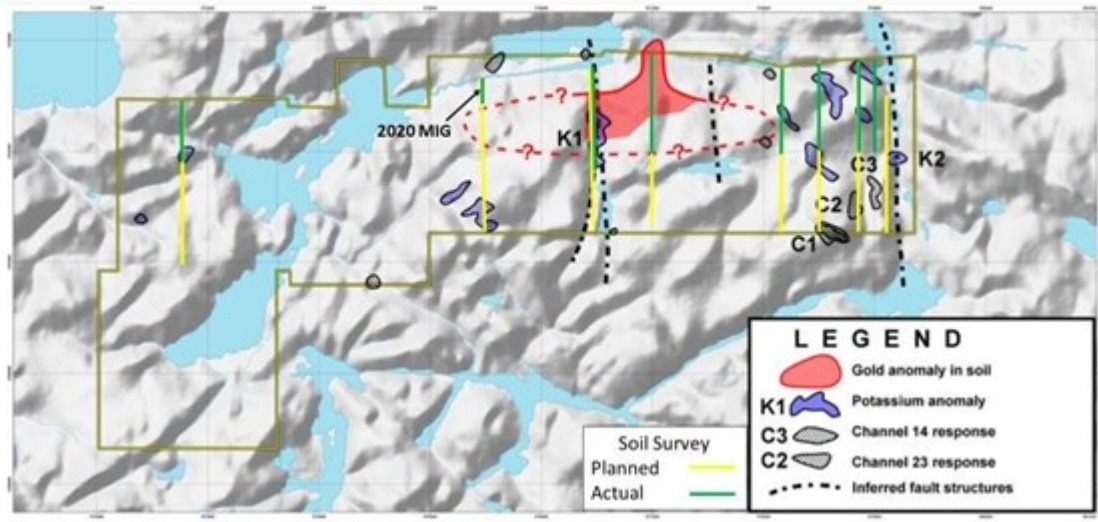 ?
?
2020 MIG
K1
?
?
C3
K2
C2
C1
L E G E N D
Gold anomaly in soil
K1 Potassium anomaly
C3 Channel 14 response
C2 Channel 23 response
Inferred fault structures
Soil Survey
Planned
Actual